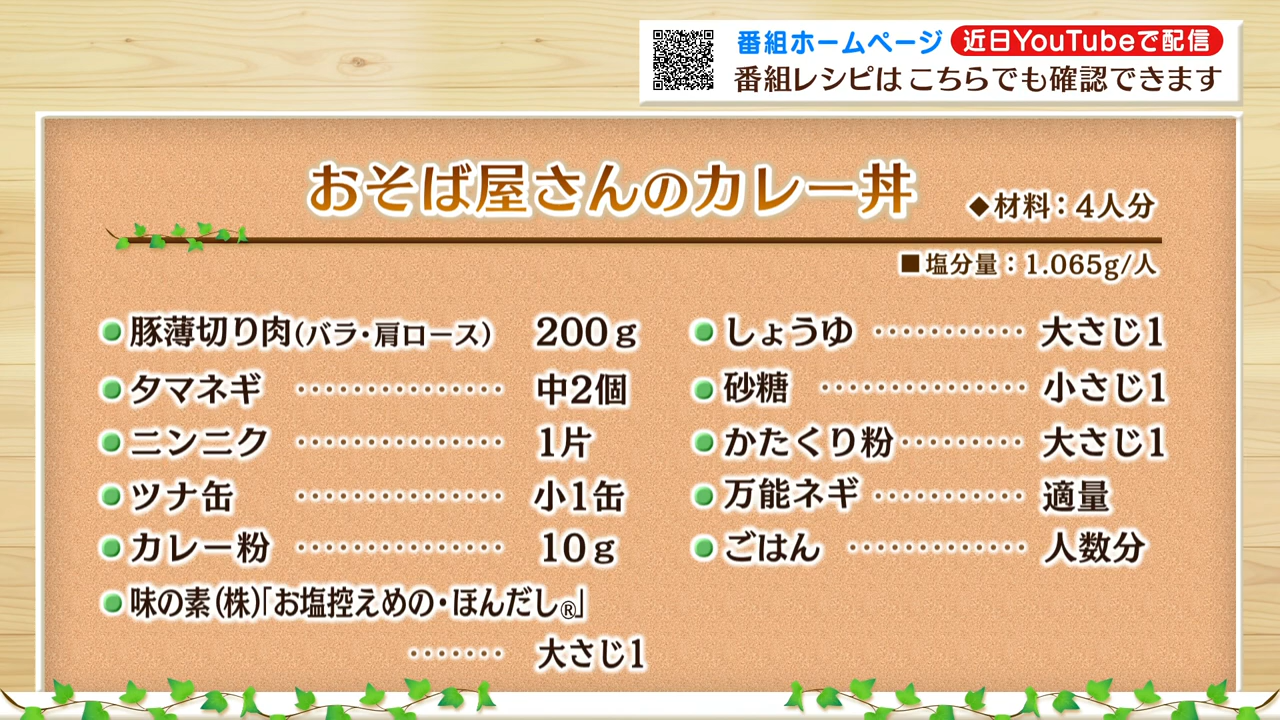 番組ホームページ 近日YouTubeで配信
番組レシピは こちらでも確認できます
おそば屋さんのカレー丼 ◆材料：4人分
■塩分量：1.065g/人
豚薄切り肉(バラ・肩ロース) 200g
タマネギ ……………… 中2個
ニンニク ……………… 1片
ツナ缶 ……………… 小1缶
カレー粉 ……………… 10g
味の素(株)「お塩控えめの・ほんだし®」
……… 大さじ1
しょうゆ ………… 大さじ1
砂糖 …………… 小さじ1
かたくり粉 ……… 大さじ1
万能ネギ ………… 適量
ごはん …………… 人数分